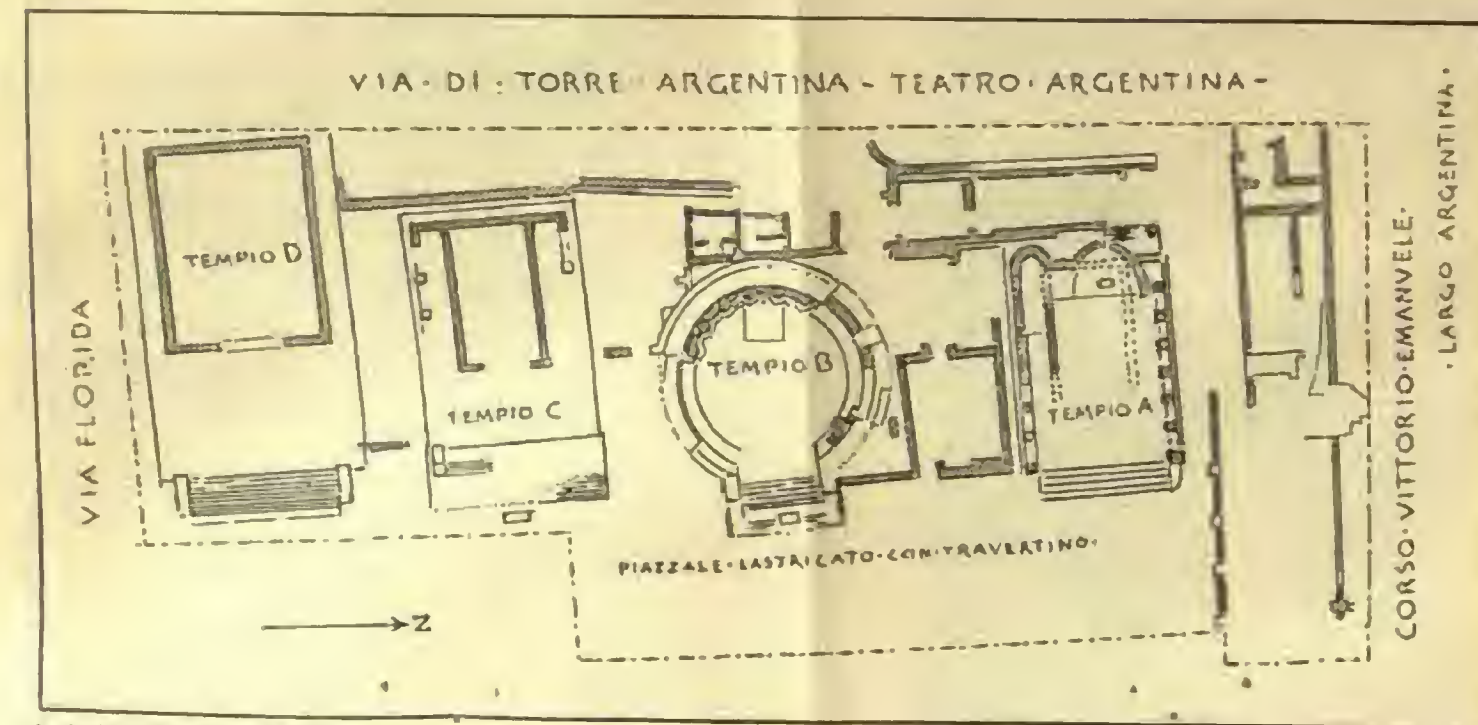 VIA · DI : TORRE · ARGENTINA - TEATRO · ARGENTINA -
· LARGO ARGENTINA ·
TEMPIO D
TEMPIO B
TEMPIO C
TEMPIO A
VIA FLORIDA
CORSO · VITTORIO · EMANVELE ·
PIAZZALE · LASTRICATO · CON · TRAVERTINO ·
N